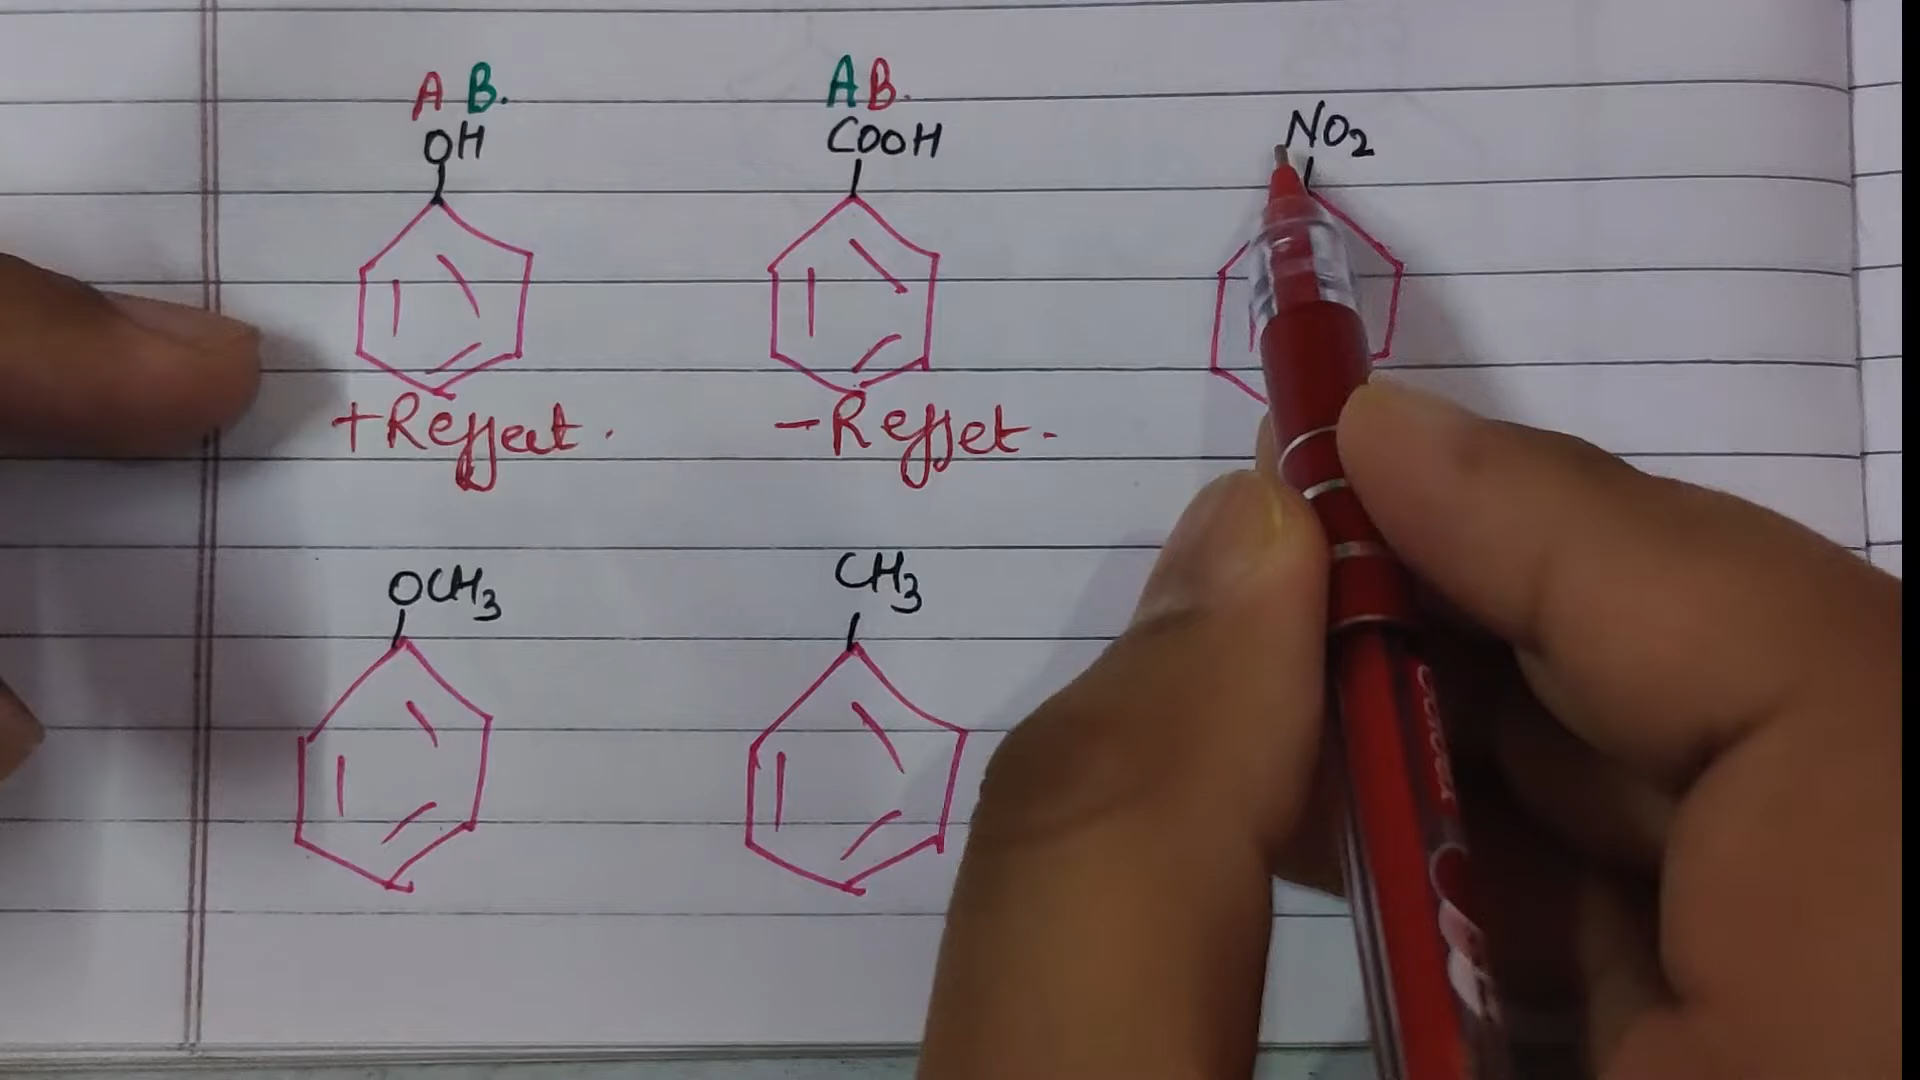 A B.
OH
+Reffect.
A B.
COOH
-Reffet.
NO2
OCH3
CH3